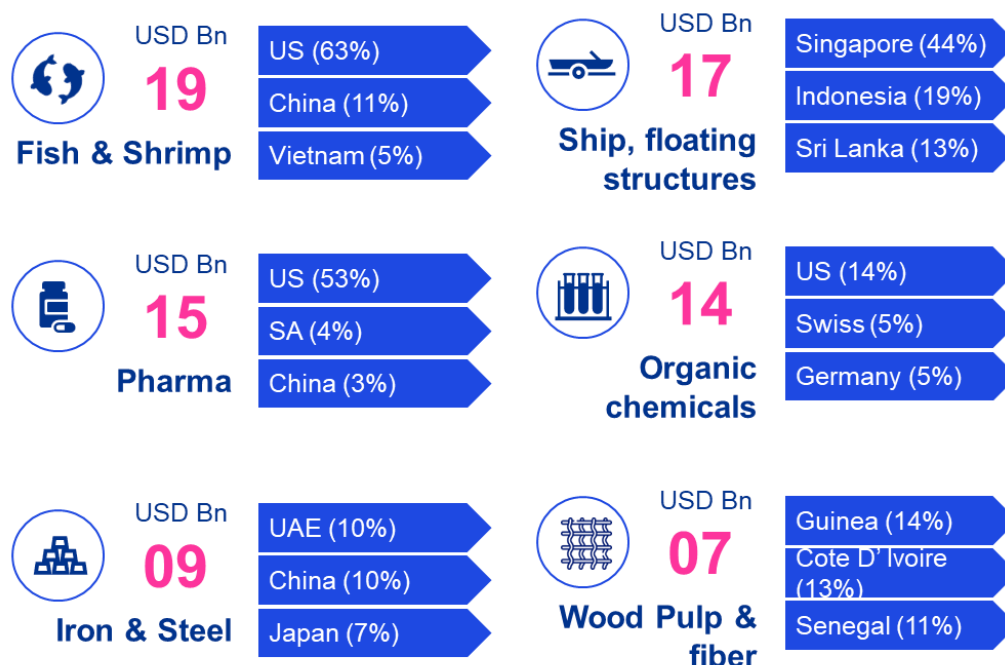 USD Bn
19
Fish & Shrimp
US (63%)
China (11%)
Vietnam (5%)
USD Bn
17
Ship, floating
structures
Singapore (44%)
Indonesia (19%)
Sri Lanka (13%)
USD Bn
15
Pharma
US (53%)
SA (4%)
China (3%)
USD Bn
14
Organic
chemicals
US (14%)
Swiss (5%)
Germany (5%)
USD Bn
09
Iron & Steel
UAE (10%)
China (10%)
Japan (7%)
USD Bn
07
Wood Pulp &
fiber
Guinea (14%)
Cote D' Ivoire
(13%)
Senegal (11%)